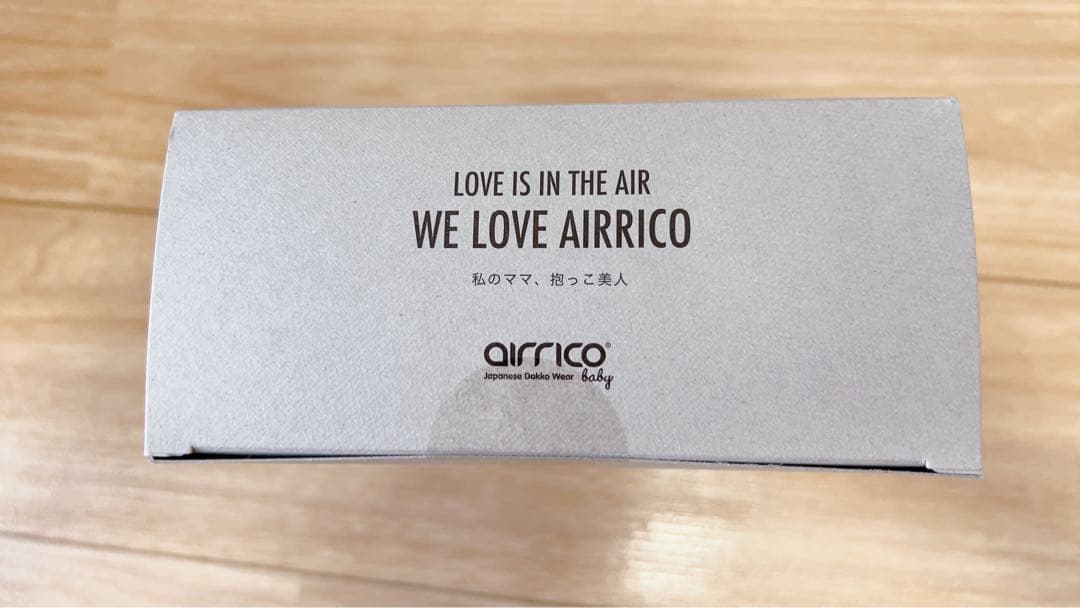 LOVE IS IN THE AIR
WE LOVE AIRRICO
私のママ、抱っこ美人
airrico®
Japanese Dakko Wear baby